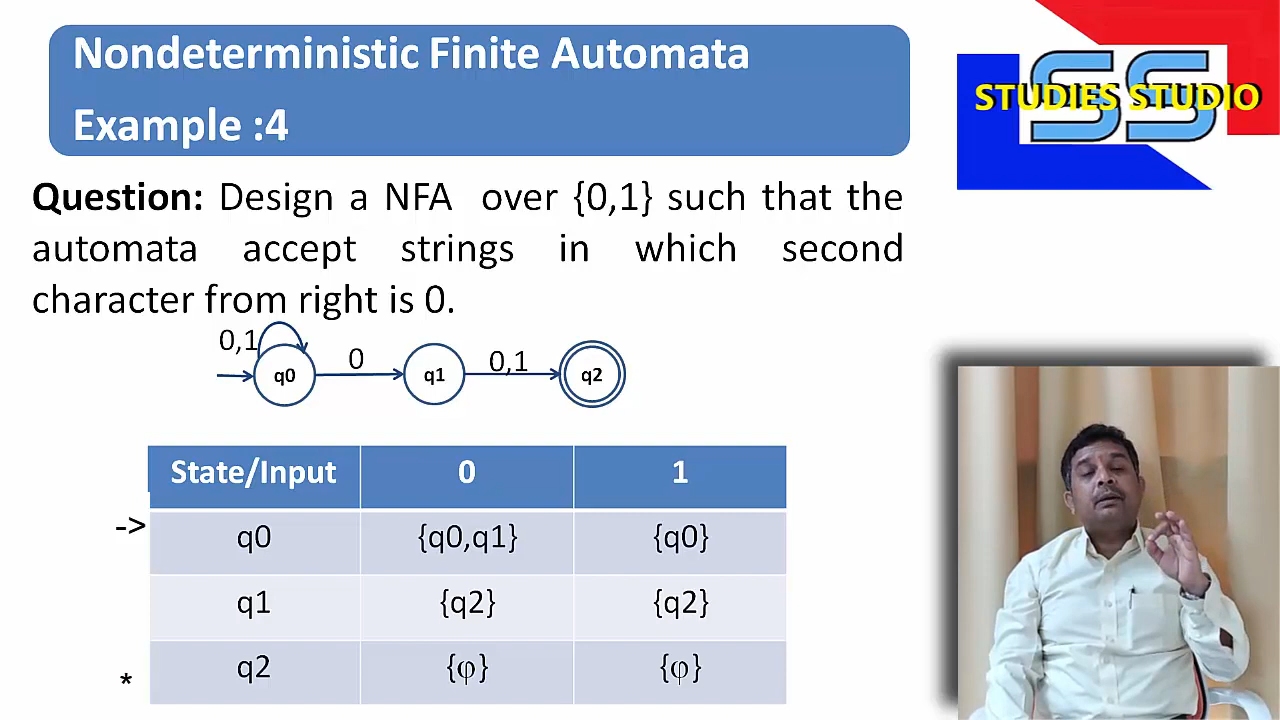 Nondeterministic Finite Automata
Example :4
STUDIES STUDIO
SS
Question: Design a NFA over {0,1} such that the
automata accept strings in which second
character from right is 0.
0,1
0
0,1
q0
q1
q2
State/Input 0 1
-> q0 {q0,q1} {q0}
q1 {q2} {q2}
* q2 {φ} {φ}